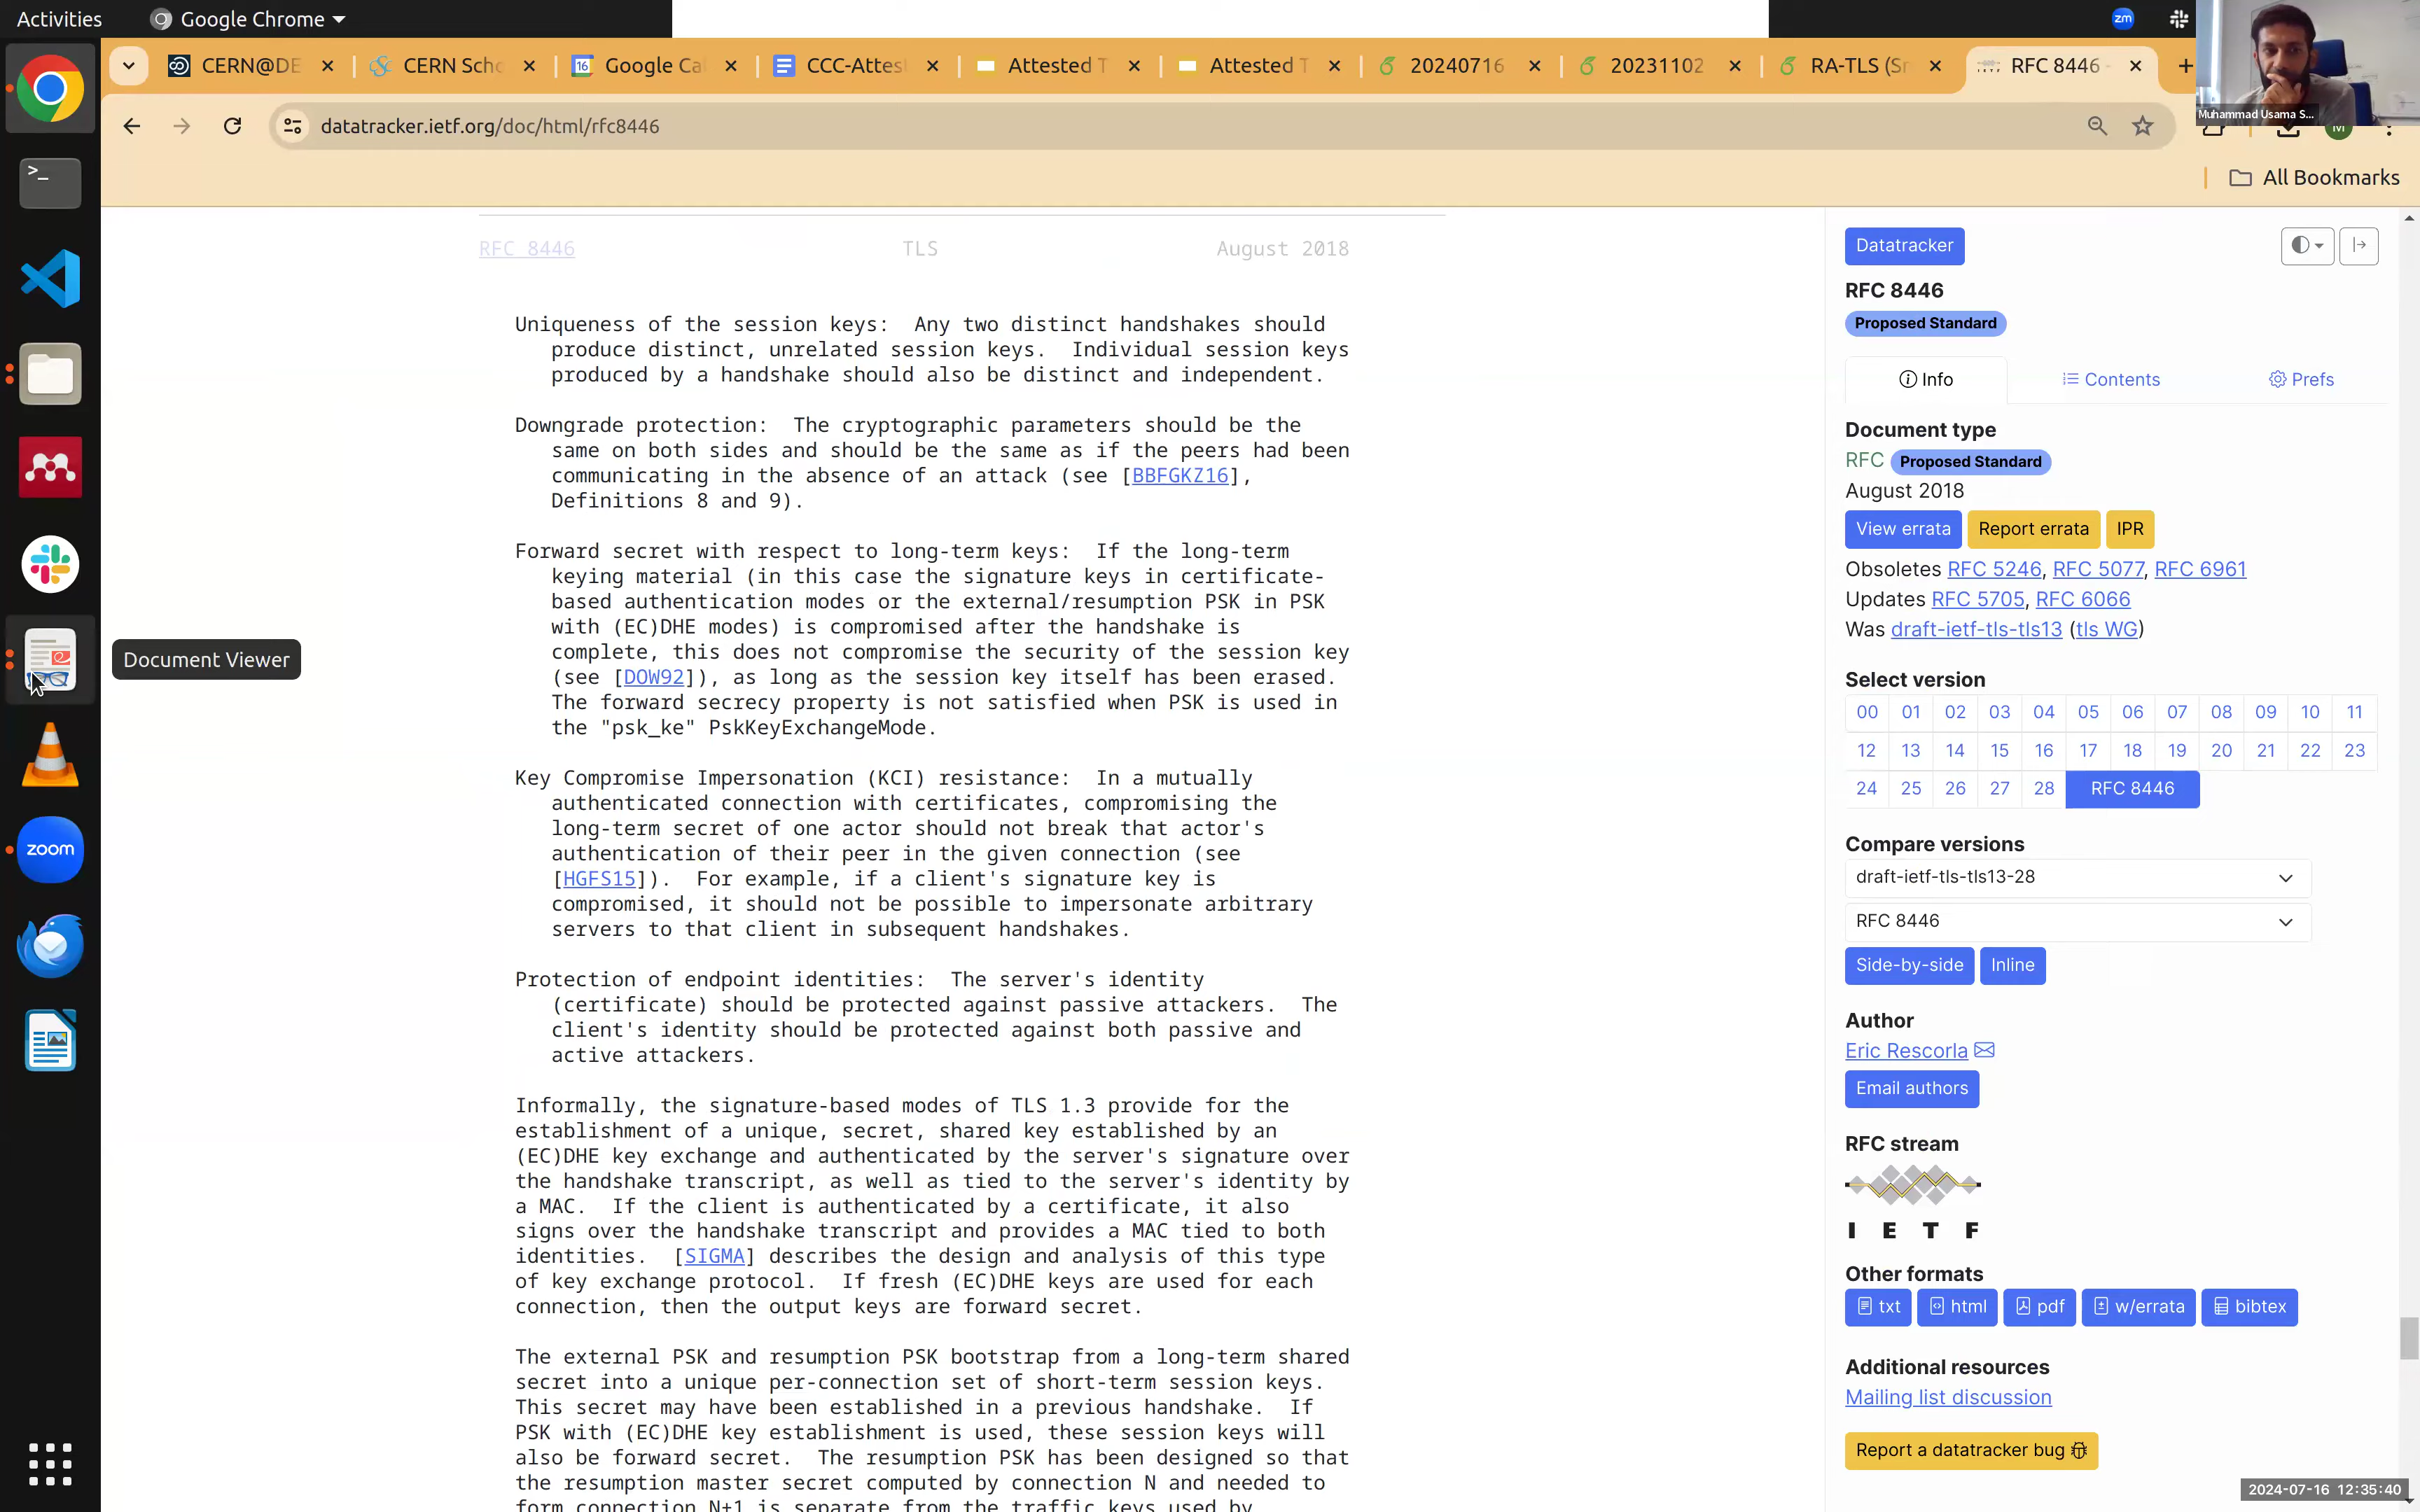 Activities
Google Chrome
zm
CERN@DE
CERN Scho
16
Google Ca
CCC-Attes
Attested T
Attested T
20240716
20231102
RA-TLS (Sr
RFC 8446 -
Muhammad Usama S...
datatracker.ietf.org/doc/html/rfc8446
M
All Bookmarks
RFC 8446 TLS August 2018
Uniqueness of the session keys: Any two distinct handshakes should
produce distinct, unrelated session keys. Individual session keys
produced by a handshake should also be distinct and independent.
Downgrade protection: The cryptographic parameters should be the
same on both sides and should be the same as if the peers had been
communicating in the absence of an attack (see [BBFGKZ16],
Definitions 8 and 9).
Forward secret with respect to long-term keys: If the long-term
keying material (in this case the signature keys in certificate-
based authentication modes or the external/resumption PSK in PSK
with (EC)DHE modes) is compromised after the handshake is
complete, this does not compromise the security of the session key
(see [DOW92]), as long as the session key itself has been erased.
The forward secrecy property is not satisfied when PSK is used in
the "psk_ke" PskKeyExchangeMode.
Key Compromise Impersonation (KCI) resistance: In a mutually
authenticated connection with certificates, compromising the
long-term secret of one actor should not break that actor's
authentication of their peer in the given connection (see
[HGFS15]). For example, if a client's signature key is
compromised, it should not be possible to impersonate arbitrary
servers to that client in subsequent handshakes.
Protection of endpoint identities: The server's identity
(certificate) should be protected against passive attackers. The
client's identity should be protected against both passive and
active attackers.
Informally, the signature-based modes of TLS 1.3 provide for the
establishment of a unique, secret, shared key established by an
(EC)DHE key exchange and authenticated by the server's signature over
the handshake transcript, as well as tied to the server's identity by
a MAC. If the client is authenticated by a certificate, it also
signs over the handshake transcript and provides a MAC tied to both
identities. [SIGMA] describes the design and analysis of this type
of key exchange protocol. If fresh (EC)DHE keys are used for each
connection, then the output keys are forward secret.
The external PSK and resumption PSK bootstrap from a long-term shared
secret into a unique per-connection set of short-term session keys.
This secret may have been established in a previous handshake. If
PSK with (EC)DHE key establishment is used, these session keys will
also be forward secret. The resumption PSK has been designed so that
the resumption master secret computed by connection N and needed to
form connection N+1 is separate from the traffic keys used by
Document Viewer
zoom
Datatracker
RFC 8446
Proposed Standard
Info
Contents
Prefs
Document type
RFC Proposed Standard
August 2018
View errata Report errata IPR
Obsoletes RFC 5246, RFC 5077, RFC 6961
Updates RFC 5705, RFC 6066
Was draft-ietf-tls-tls13 (tls WG)
Select version
00 01 02 03 04 05 06 07 08 09 10 11
12 13 14 15 16 17 18 19 20 21 22 23
24 25 26 27 28 RFC 8446
Compare versions
draft-ietf-tls-tls13-28
RFC 8446
Side-by-side Inline
Author
Eric Rescorla
Email authors
RFC stream
I E T F
Other formats
txt html pdf w/errata bibtex
Additional resources
Mailing list discussion
Report a datatracker bug
2024-07-16 12:35:40